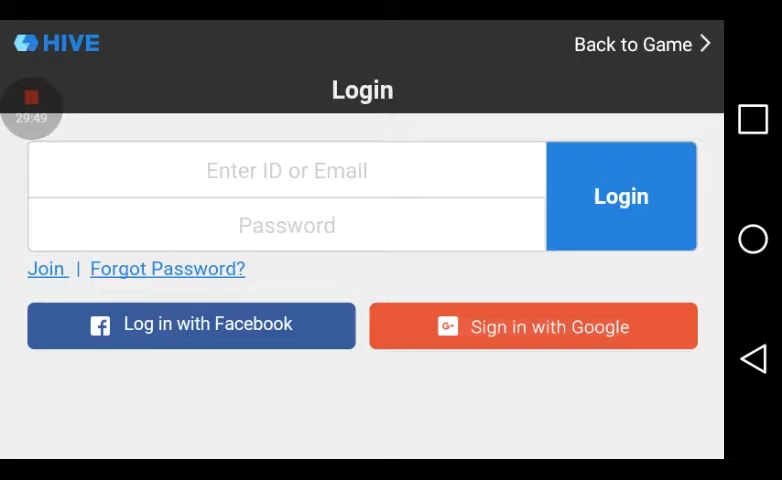 HIVE
Back to Game
Login
29:49
Enter ID or Email
Password
Login
Join | Forgot Password?
Log in with Facebook
G+ Sign in with Google